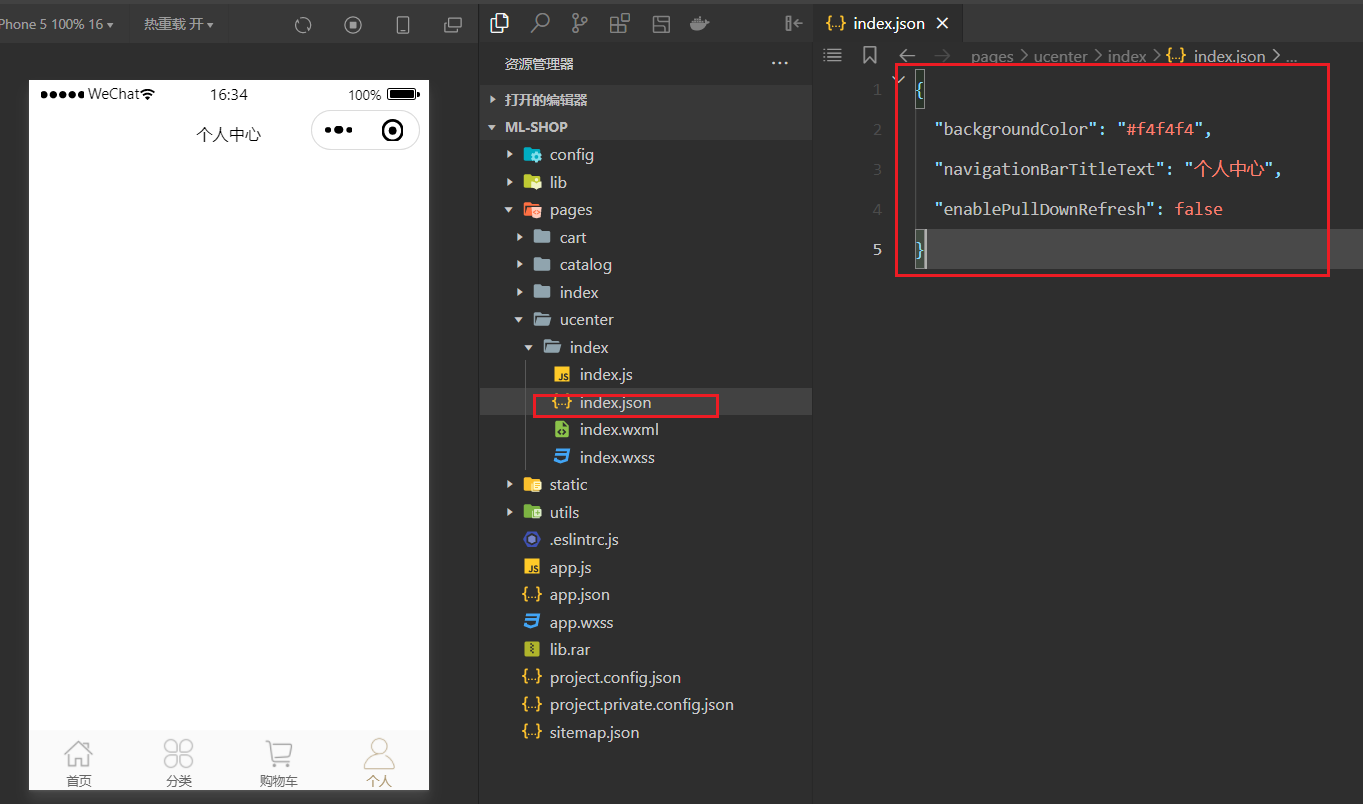 Phone 5 100% 16
热重载 开
WeChat
16:34
100%
个人中心
首页
分类
购物车
个人
资源管理器
打开的编辑器
ML-SHOP
config
lib
pages
cart
catalog
index
ucenter
index
JS index.js
{..} index.json
index.wxml
index.wxss
static
utils
.eslintrc.js
JS app.js
{..} app.json
app.wxss
lib.rar
{..} project.config.json
{..} project.private.config.json
{..} sitemap.json
{..} index.json
pages > ucenter > index > {..} index.json > ...
1 {
2 "backgroundColor": "#f4f4f4",
3 "navigationBarTitleText": "个人中心",
4 "enablePullDownRefresh": false
5 }